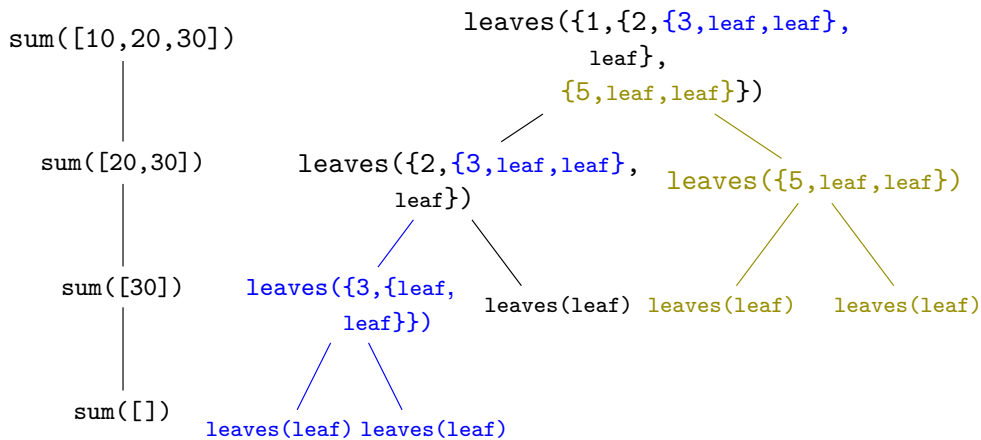 sum([10,20,30])
sum([20,30])
sum([30])
sum([])
leaves({1,{2,{3,leaf,leaf},
leaf},
{5,leaf,leaf}})
leaves({2,{3,leaf,leaf},
leaf})
leaves({5,leaf,leaf})
leaves({3,{leaf,
leaf}})
leaves(leaf)
leaves(leaf)
leaves(leaf)
leaves(leaf)
leaves(leaf)